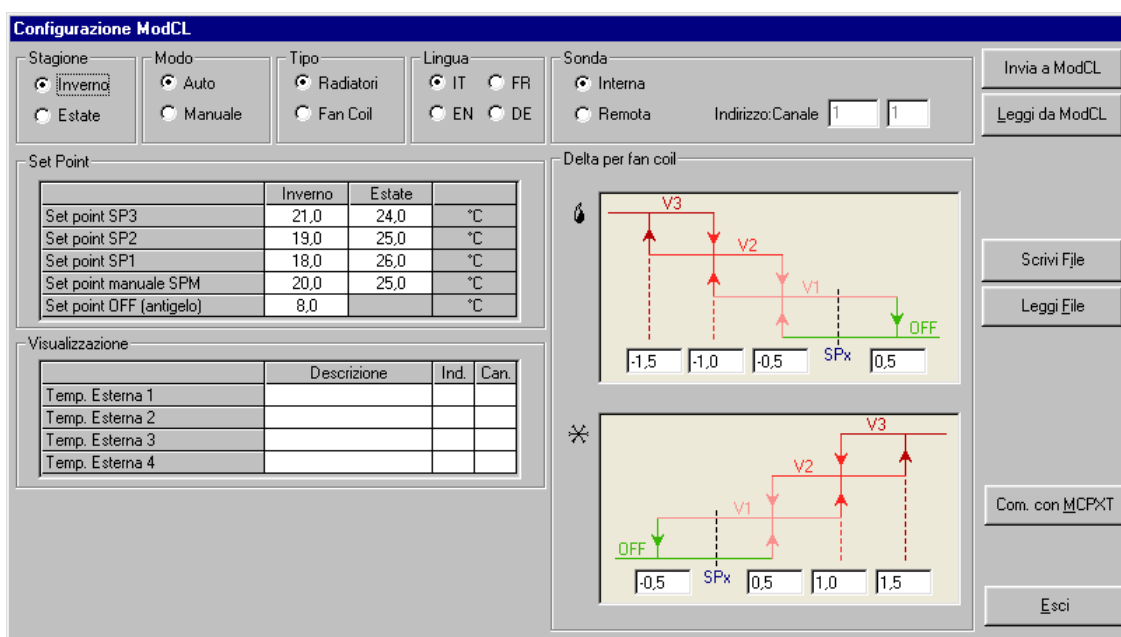 Configurazione ModCL
Stagione
Inverno
Estate
Modo
Auto
Manuale
Tipo
Radiatori
Fan Coil
Lingua
IT FR
EN DE
Sonda
Interna
Remota Indirizzo:Canale 1 1
Invia a ModCL
Leggi da ModCL
Set Point
Inverno Estate
Set point SP3 21,0 24,0 °C
Set point SP2 19,0 25,0 °C
Set point SP1 18,0 26,0 °C
Set point manuale SPM 20,0 25,0 °C
Set point OFF (antigelo) 8,0 °C
Visualizzazione
Descrizione Ind. Can.
Temp. Esterna 1
Temp. Esterna 2
Temp. Esterna 3
Temp. Esterna 4
Delta per fan coil
V3
V2
V1
OFF
-1,5 -1,0 -0,5 SPx 0,5
V3
V2
V1
OFF
-0,5 SPx 0,5 1,0 1,5
Scrivi File
Leggi File
Com. con MCPXT
Esci